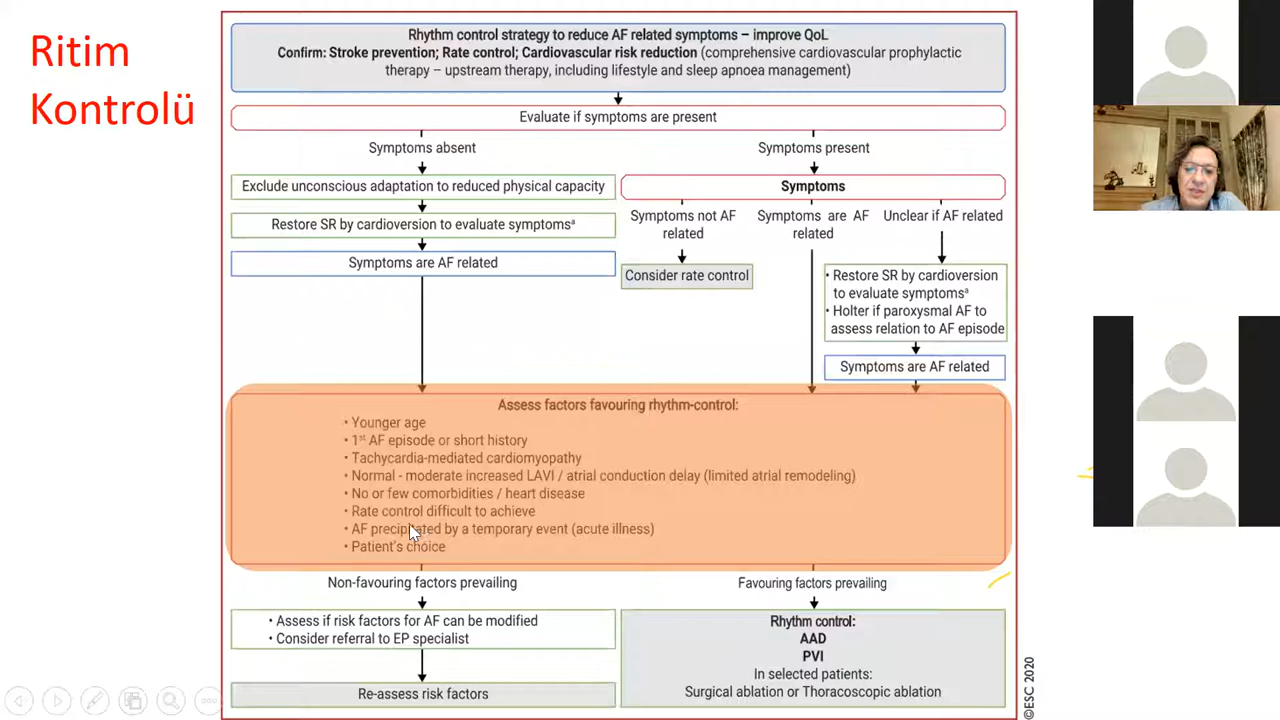 Ritim
Kontrolü
Rhythm control strategy to reduce AF related symptoms – improve QoL
Confirm: Stroke prevention; Rate control; Cardiovascular risk reduction (comprehensive cardiovascular prophylactic
therapy – upstream therapy, including lifestyle and sleep apnoea management)
Evaluate if symptoms are present
Symptoms absent
Symptoms present
Exclude unconscious adaptation to reduced physical capacity
Restore SR by cardioversion to evaluate symptomsª
Symptoms are AF related
Symptoms
Symptoms not AF
related
Symptoms are AF
related
Unclear if AF related
Consider rate control
• Restore SR by cardioversion
to evaluate symptomsª
• Holter if paroxysmal AF to
assess relation to AF episode
Symptoms are AF related
Assess factors favouring rhythm-control:
• Younger age
• 1st AF episode or short history
• Tachycardia-mediated cardiomyopathy
• Normal - moderate increased LAVI / atrial conduction delay (limited atrial remodeling)
• No or few comorbidities / heart disease
• Rate control difficult to achieve
• AF precipitated by a temporary event (acute illness)
• Patient's choice
Non-favouring factors prevailing
Favouring factors prevailing
• Assess if risk factors for AF can be modified
• Consider referral to EP specialist
Re-assess risk factors
Rhythm control:
AAD
PVI
In selected patients:
Surgical ablation or Thoracoscopic ablation
©ESC 2020